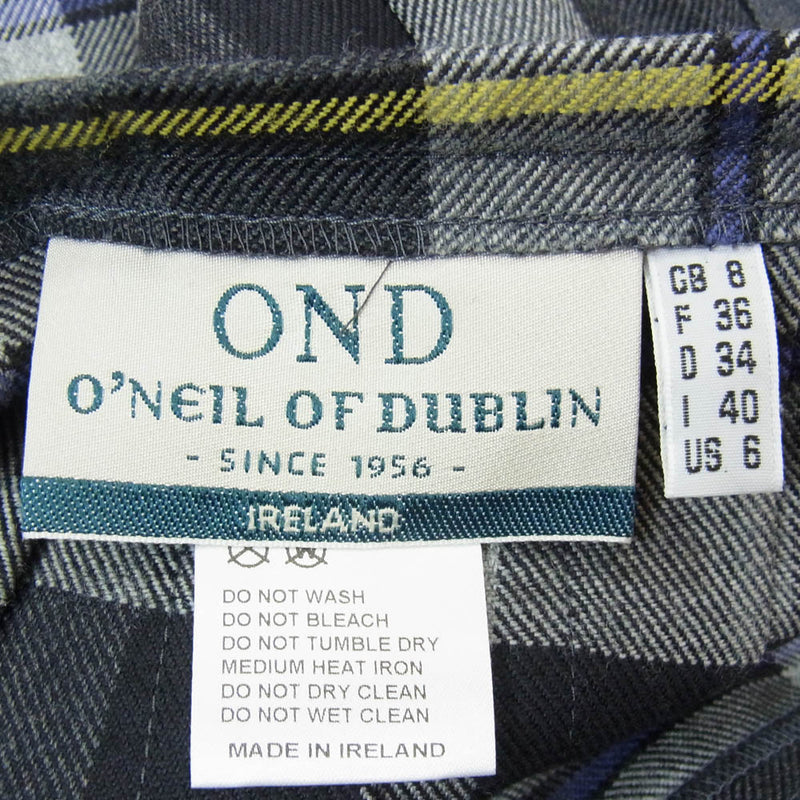 OND
O'NEIL OF DUBLIN
- SINCE 1956 -
IRELAND
GB 8
F 36
D 34
I 40
US 6
DO NOT WASH
DO NOT BLEACH
DO NOT TUMBLE DRY
MEDIUM HEAT IRON
DO NOT DRY CLEAN
DO NOT WET CLEAN
MADE IN IRELAND